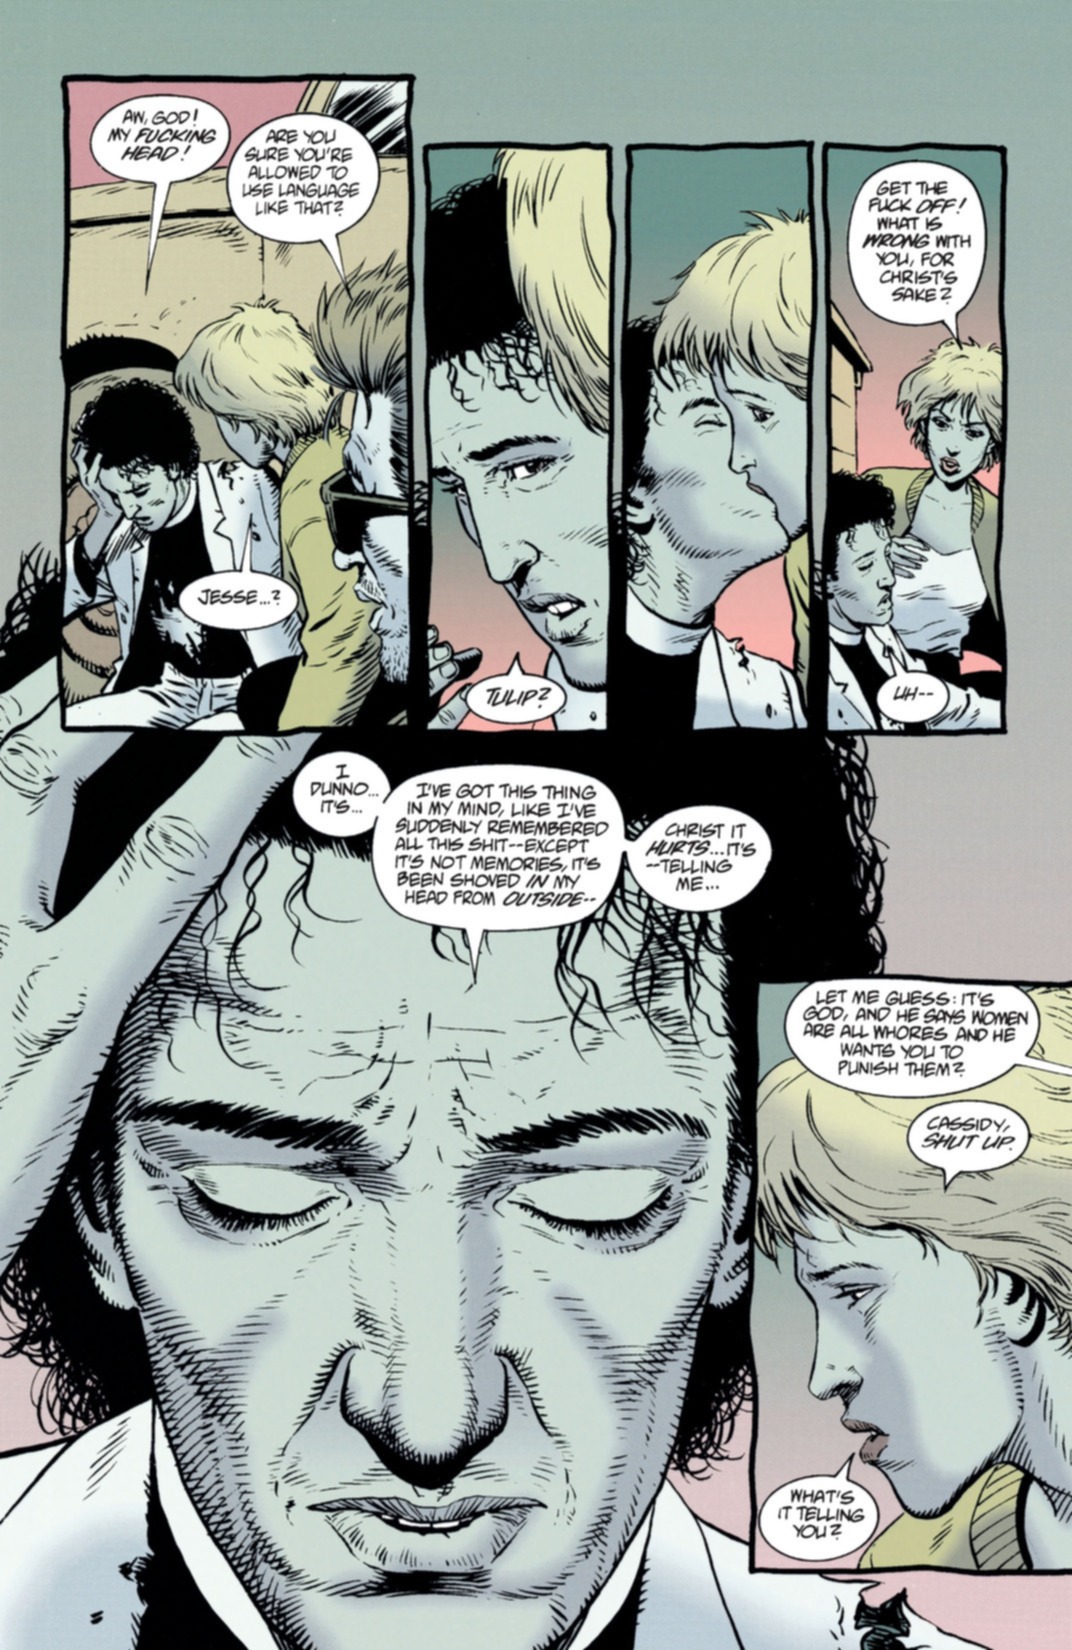 AW, GOD!
MY FUCKING
HEAD!
ARE YOU
SURE YOU'RE
ALLOWED TO
USE LANGUAGE
LIKE THAT?
JESSE...?
TULIP?
GET THE
FUCK OFF!
WHAT IS
WRONG WITH
YOU, FOR
CHRIST'S
SAKE?
UH--
I
DUNNO...
IT'S...
I'VE GOT THIS THING
IN MY MIND, LIKE I'VE
SUDDENLY REMEMBERED
ALL THIS SHIT--EXCEPT
IT'S NOT MEMORIES, IT'S
BEEN SHOVED IN MY
HEAD FROM OUTSIDE--
CHRIST IT
HURTS...IT'S
--TELLING
ME...
LET ME GUESS: IT'S
GOD, AND HE SAYS WOMEN
ARE ALL WHORES AND HE
WANTS YOU TO
PUNISH THEM?
CASSIDY,
SHUT UP.
WHAT'S
IT TELLING
YOU?